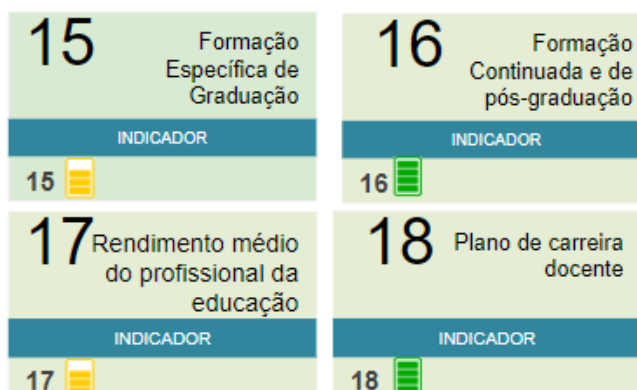 15
Formação
Específica de
Graduação
INDICADOR
15
16
Formação
Continuada e de
pós-graduação
INDICADOR
16
17
Rendimento médio
do profissional da
educação
INDICADOR
17
18
Plano de carreira
docente
INDICADOR
18